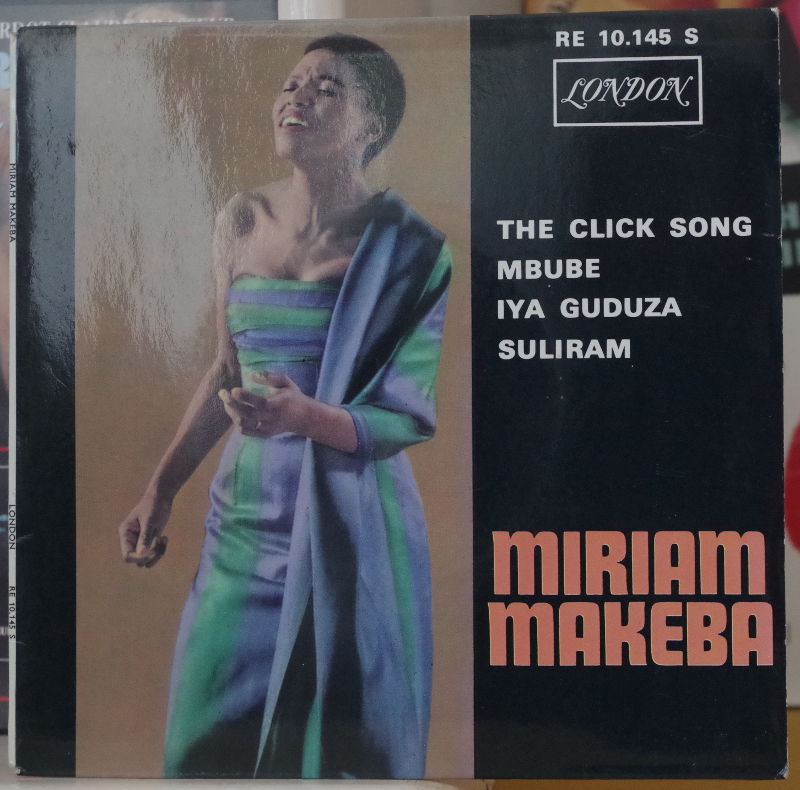 RE 10.145 S
LONDON
THE CLICK SONG
MBUBE
IYA GUDUZA
SULIRAM
MIRIAM
MAKEBA
MIRIAM MAKEBA
LONDON
RE 10.145 S